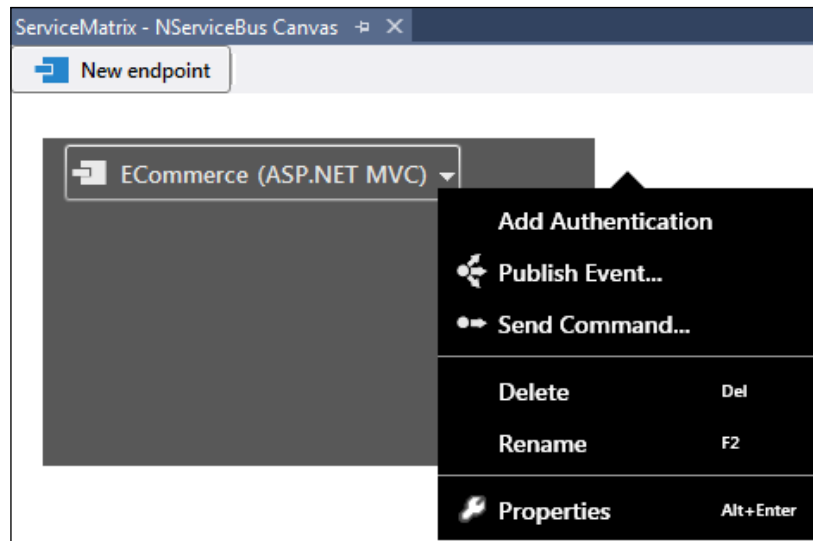 ServiceMatrix - NServiceBus Canvas
New endpoint
ECommerce (ASP.NET MVC)
Add Authentication
Publish Event...
Send Command...
Delete Del
Rename F2
Properties Alt+Enter